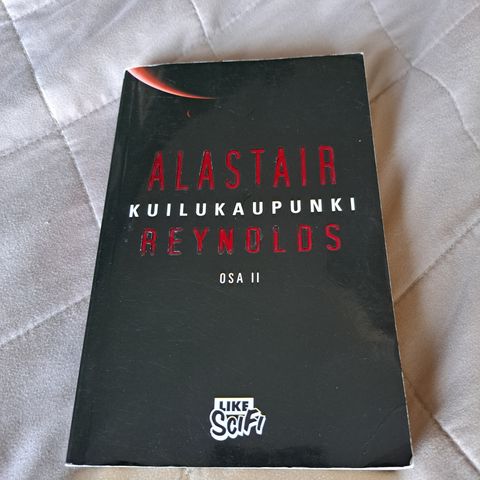 ALASTAIR
KUILUKAUPUNKI
REYNOLDS
OSA II
LIKE
SCIFI